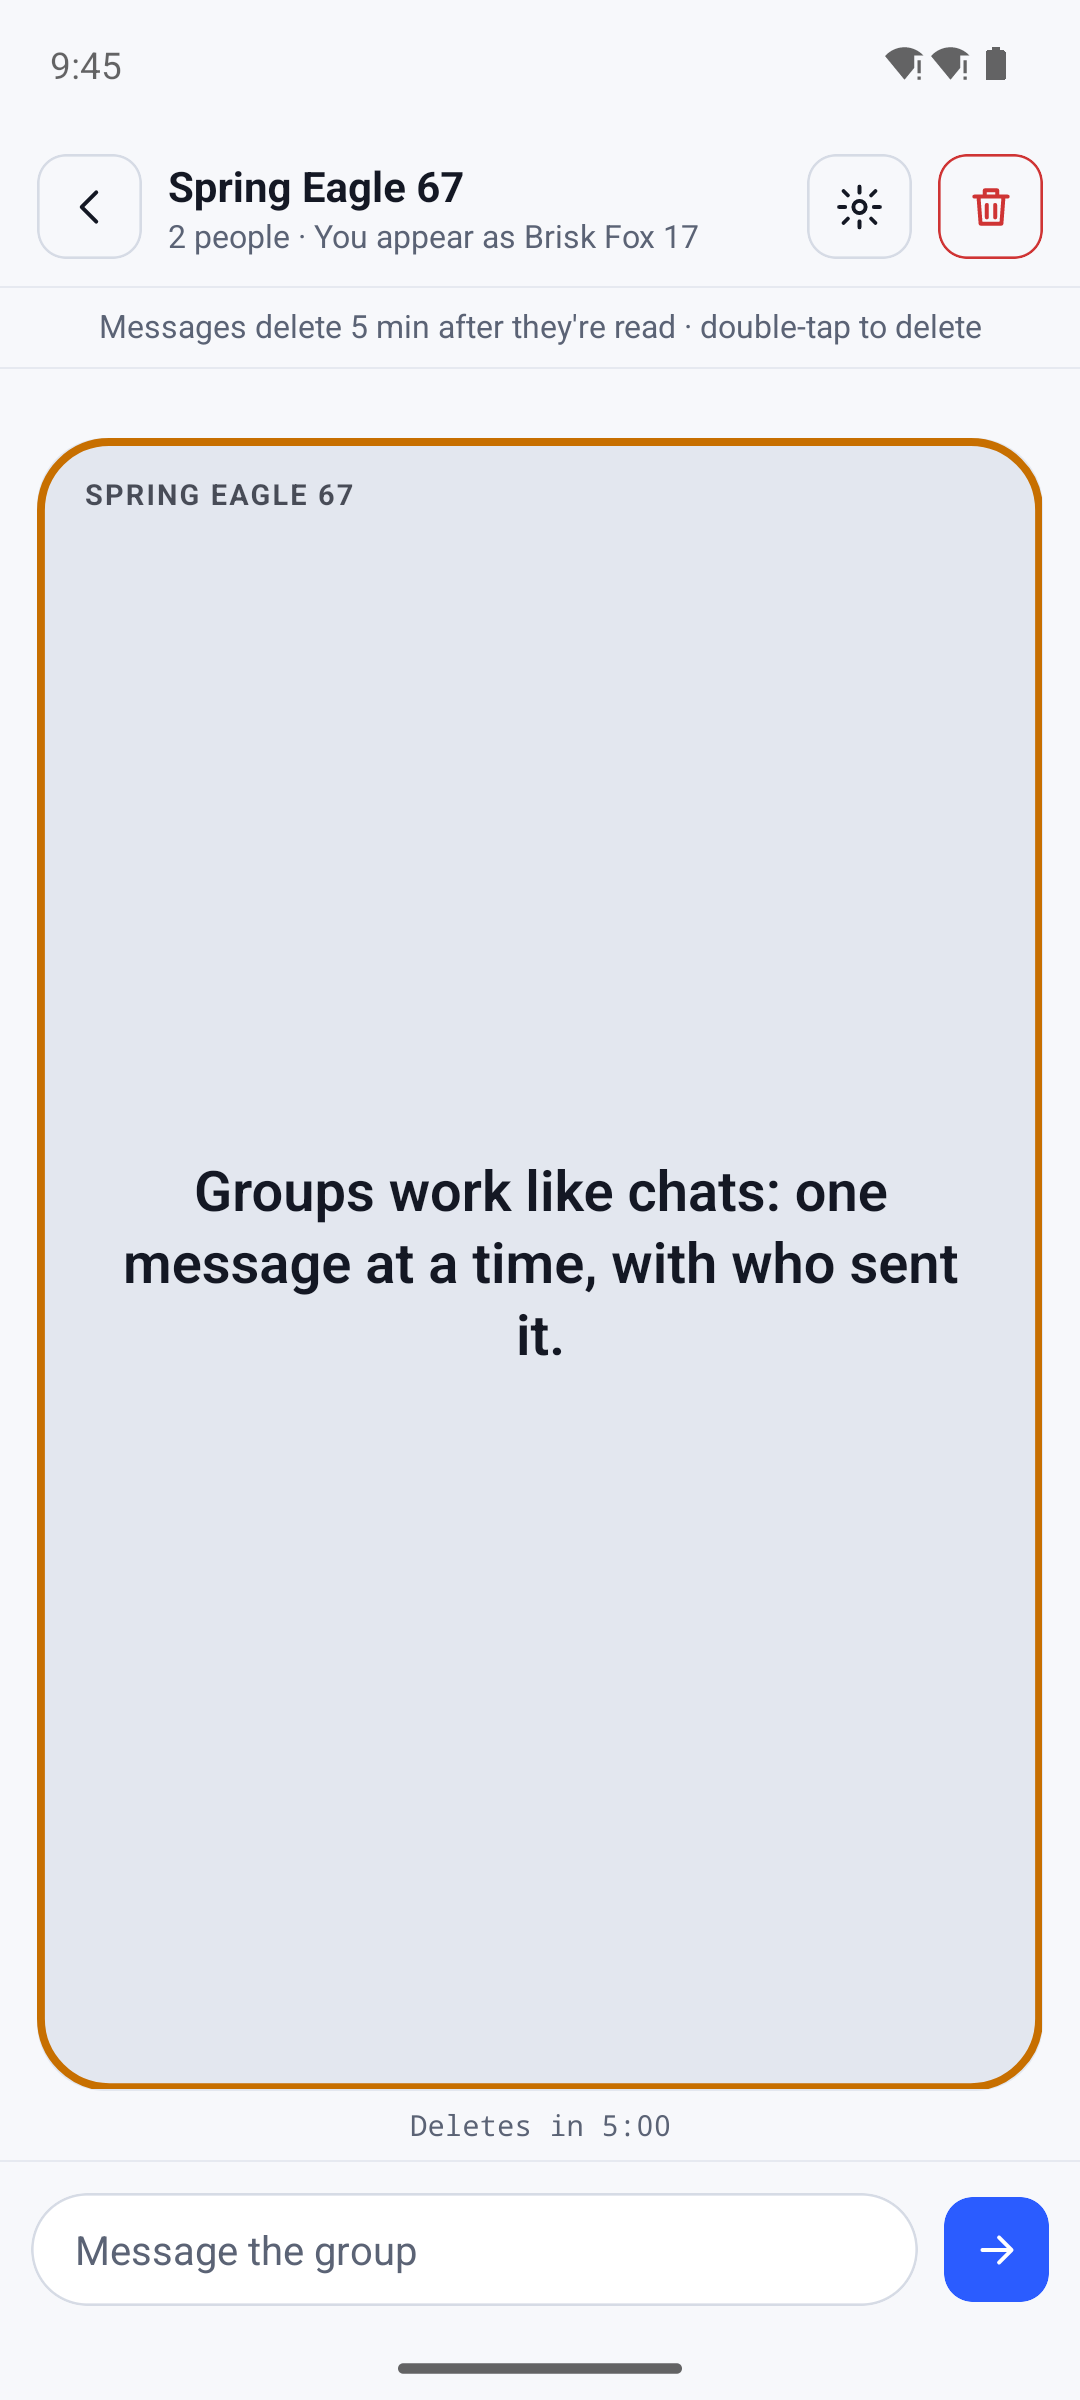 9:45
Spring Eagle 67
2 people · You appear as Brisk Fox 17
Messages delete 5 min after they're read · double-tap to delete
SPRING EAGLE 67
Groups work like chats: one
message at a time, with who sent
it.
Deletes in 5:00
Message the group